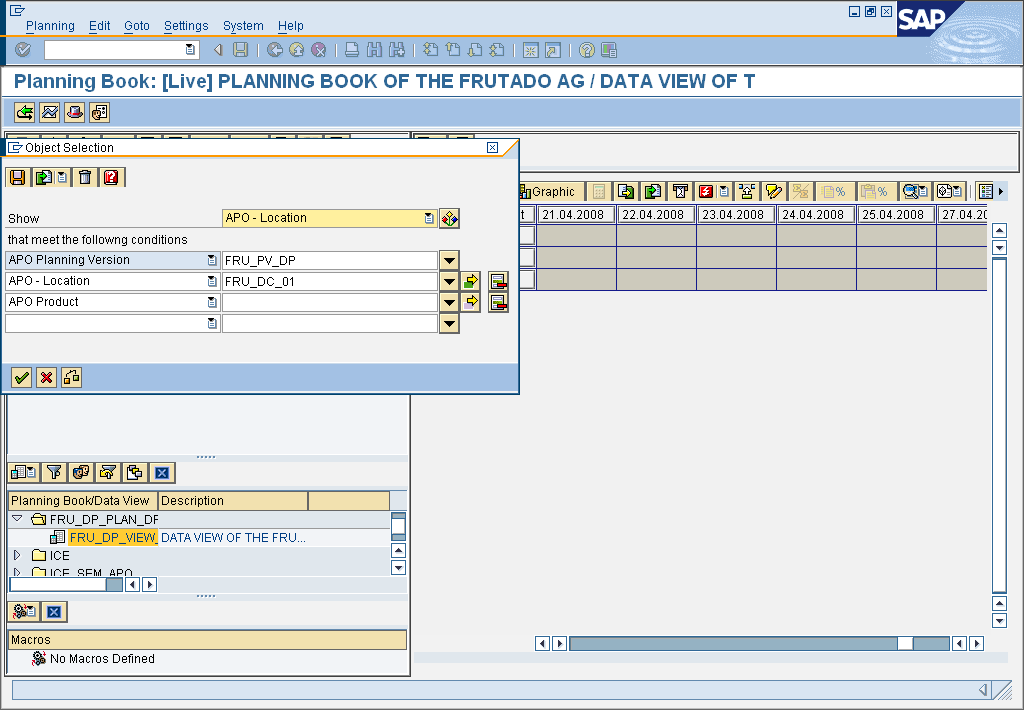 Planning Edit Goto Settings System Help
SAP
Planning Book: [Live] PLANNING BOOK OF THE FRUTADO AG / DATA VIEW OF T
Object Selection
Graphic
Show APO - Location
that meet the followng conditions
APO Planning Version FRU_PV_DP
APO - Location FRU_DC_01
APO Product
t 21.04.2008 22.04.2008 23.04.2008 24.04.2008 25.04.2008 27.04.20
Planning Book/Data View Description
FRU_DP_PLAN_DF
FRU_DP_VIEW_ DATA VIEW OF THE FRU...
ICE
ICE_SEM_APO
Macros
No Macros Defined